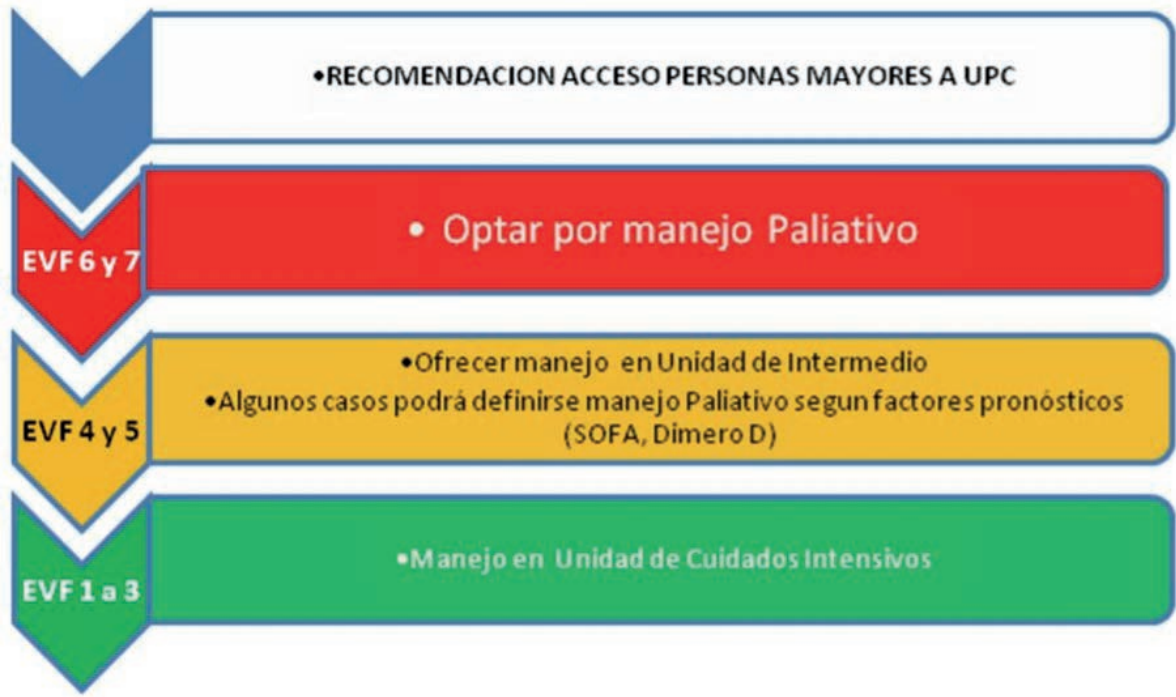 •RECOMENDACION ACCESO PERSONAS MAYORES A UPC
EVF 6 y 7
• Optar por manejo Paliativo
EVF 4 y 5
•Ofrecer manejo en Unidad de Intermedio
•Algunos casos podrá definirse manejo Paliativo segun factores pronósticos
(SOFA, Dimero D)
EVF 1 a 3
•Manejo en Unidad de Cuidados Intensivos